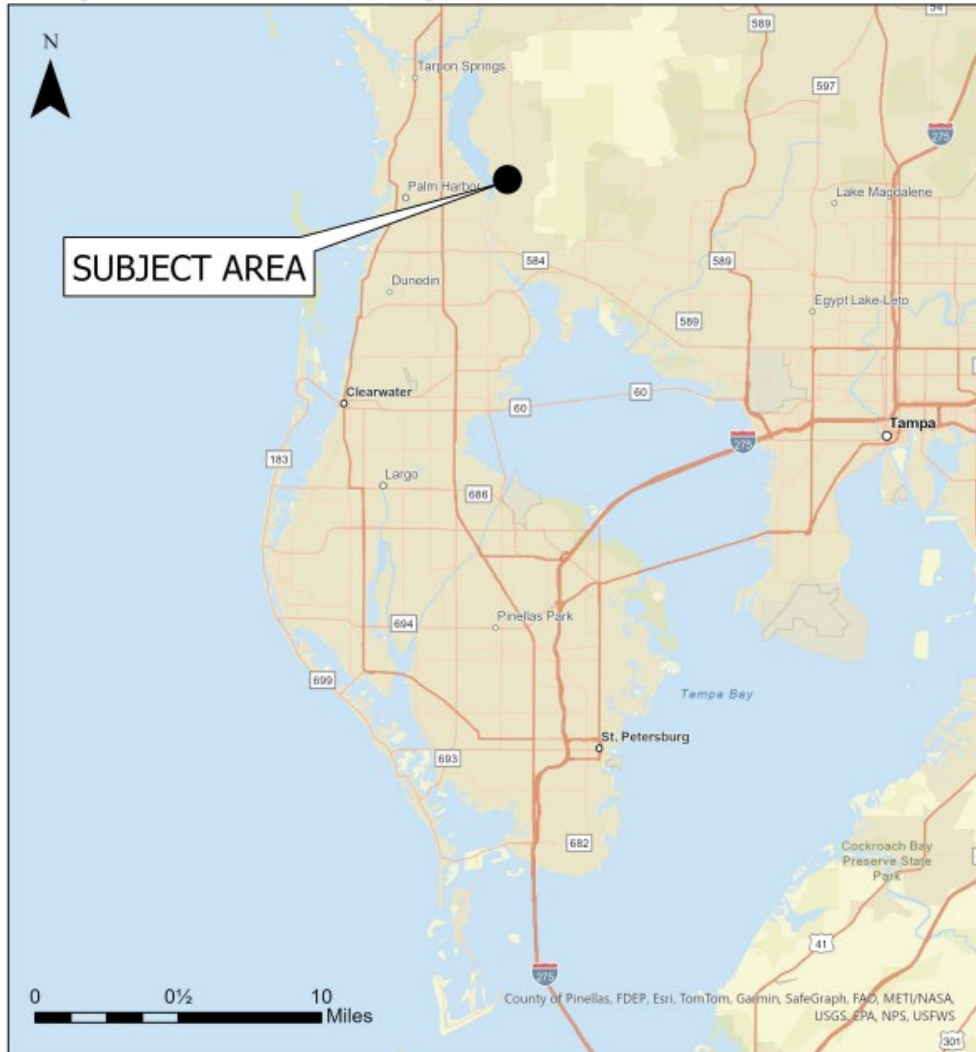 N
589
54
Tarpon Springs
597
275
Palm Harbor
Lake Magdalene
SUBJECT AREA
584
589
Dunedin
Egypt Lake-Leto
589
Clearwater
60
60
Tampa
275
183
Largo
686
694
Pinellas Park
699
Tampa Bay
St. Petersburg
693
682
Cockroach Bay
Preserve State
Park
41
275
0 0½ 10
Miles
County of Pinellas, FDEP, Esri, TomTom, Garmin, SafeGraph, FAO, METI/NASA,
USGS, EPA, NPS, USFWS
301